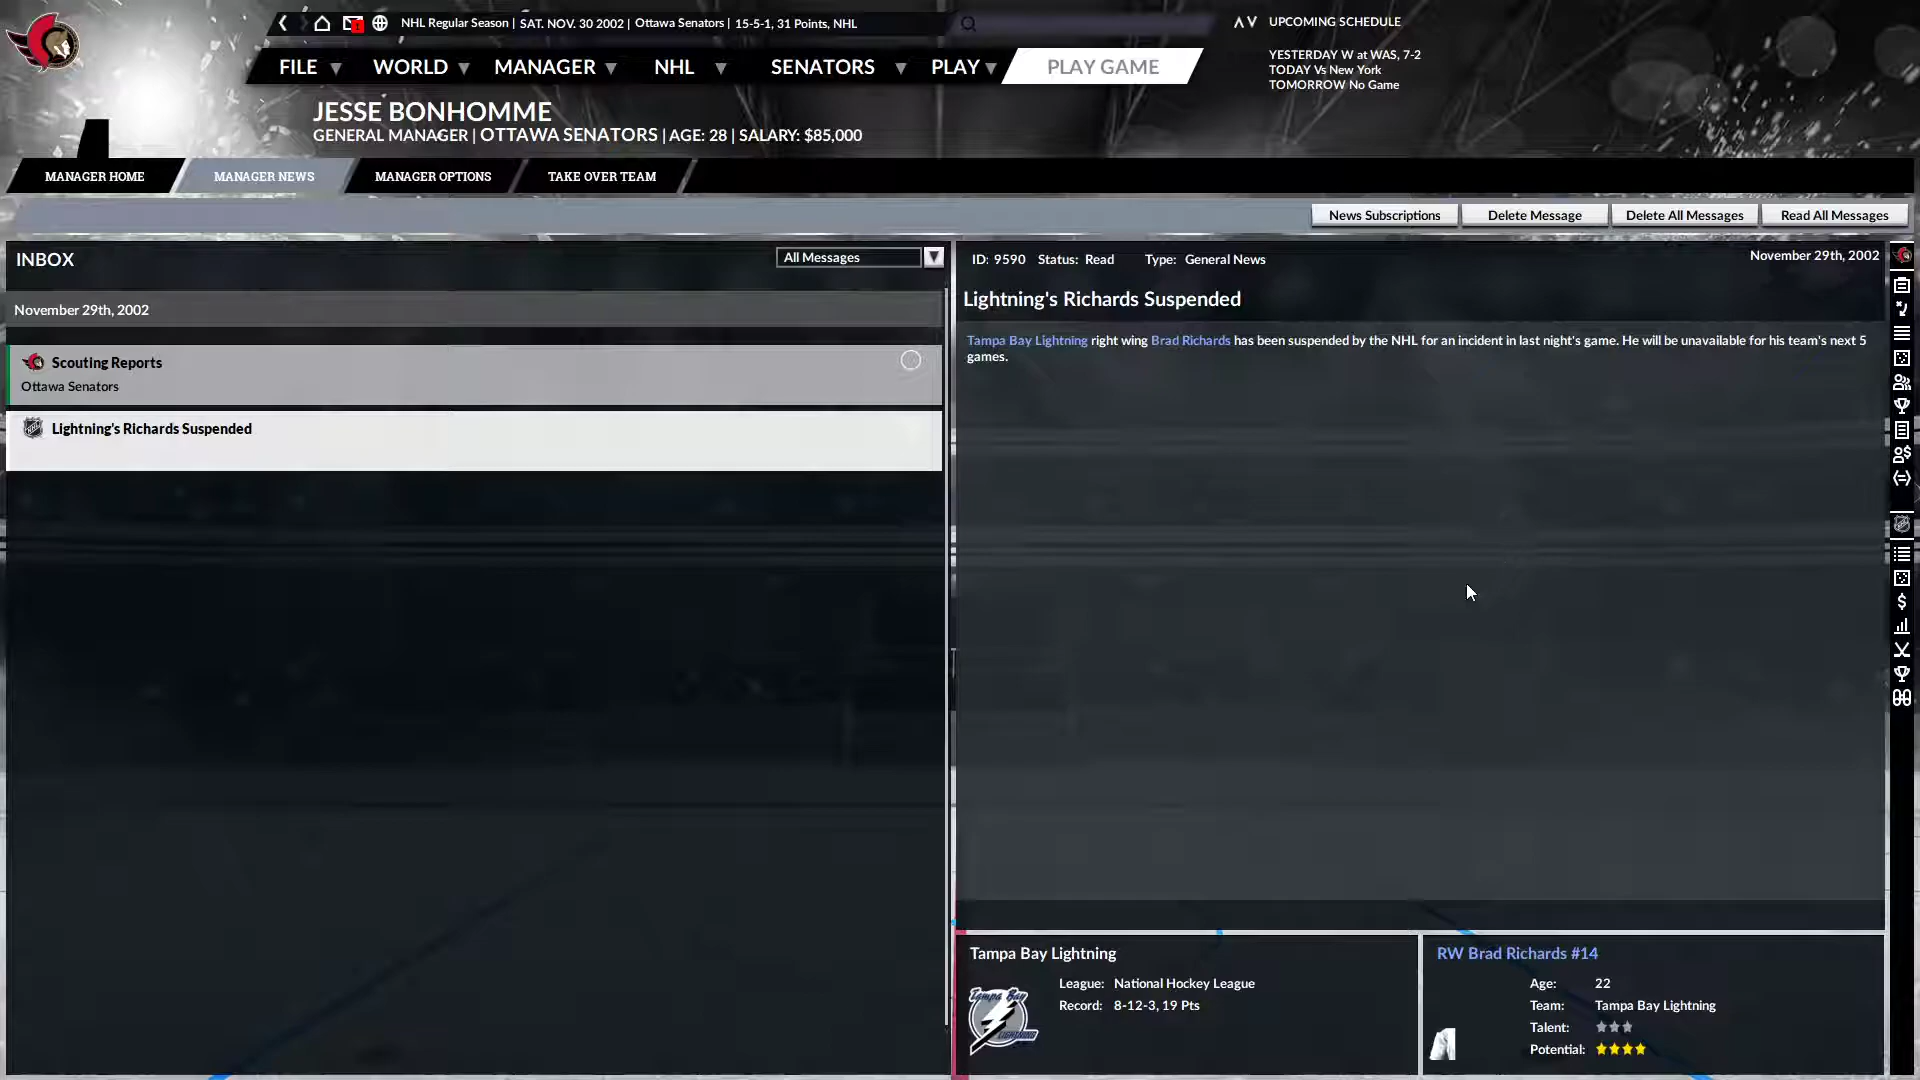 NHL Regular Season | SAT. NOV. 30 2002 | Ottawa Senators | 15-5-1, 31 Points, NHL
UPCOMING SCHEDULE
YESTERDAY W at WAS, 7-2
TODAY Vs New York
TOMORROW No Game
FILE WORLD MANAGER NHL SENATORS PLAY PLAY GAME
JESSE BONHOMME
GENERAL MANAGER | OTTAWA SENATORS | AGE: 28 | SALARY: $85,000
MANAGER HOME MANAGER NEWS MANAGER OPTIONS TAKE OVER TEAM
News Subscriptions Delete Message Delete All Messages Read All Messages
INBOX All Messages
November 29th, 2002
Scouting Reports
Ottawa Senators
Lightning's Richards Suspended
ID: 9590 Status: Read Type: General News November 29th, 2002
Lightning's Richards Suspended
Tampa Bay Lightning right wing Brad Richards has been suspended by the NHL for an incident in last night's game. He will be unavailable for his team's next 5
games.
Tampa Bay Lightning
League: National Hockey League
Record: 8-12-3, 19 Pts
RW Brad Richards #14
Age: 22
Team: Tampa Bay Lightning
Talent:
Potential: